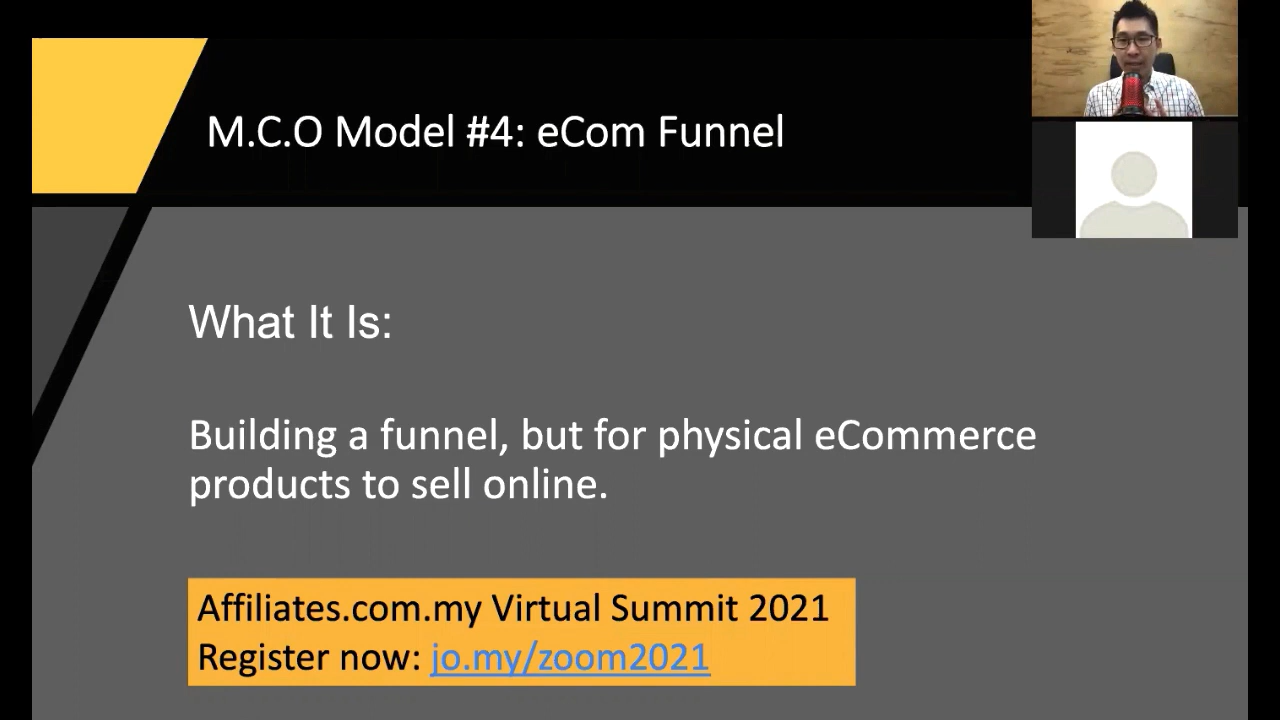 M.C.O Model #4: eCom Funnel
What It Is:
Building a funnel, but for physical eCommerce
products to sell online.
Affiliates.com.my Virtual Summit 2021
Register now: jo.my/zoom2021